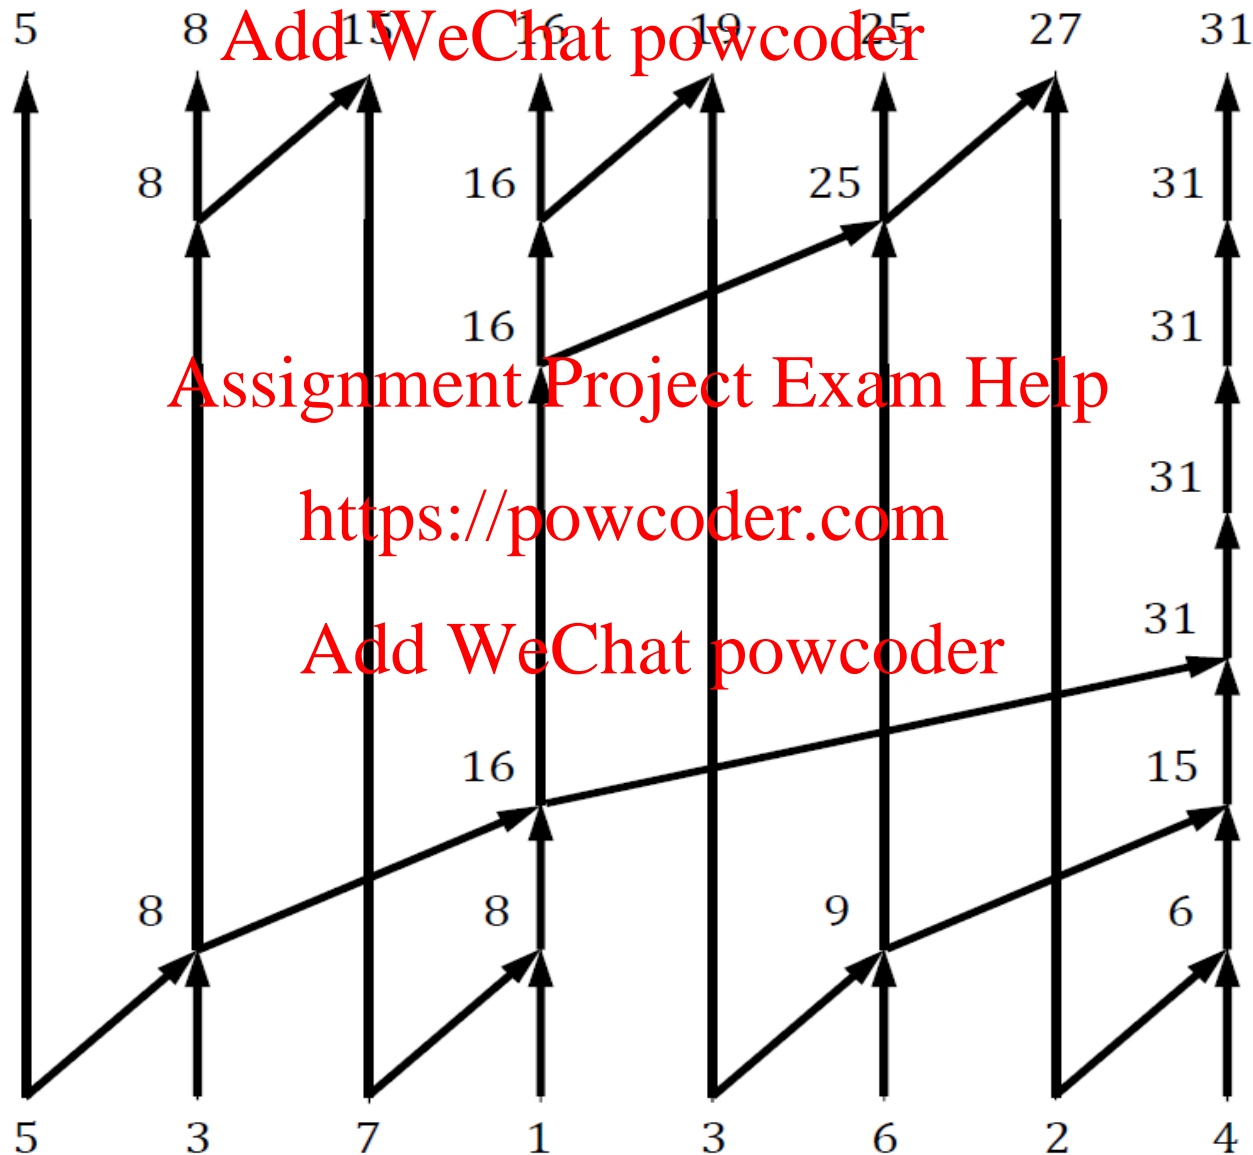 5 8 15 16 19 25 27 31
Add WeChat powcoder
8 16 25 31
16 31
Assignment Project Exam Help
31
https://powcoder.com
31
Add WeChat powcoder
16 15
8 8 9 6
5 3 7 1 3 6 2 4